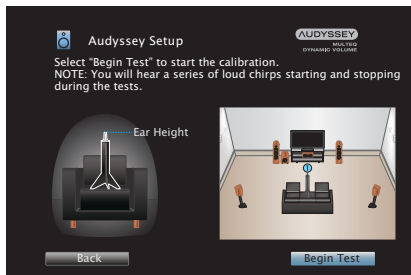 Audyssey Setup
AUDYSSEY
MULTEQ
DYNAMIC VOLUME
Select “Begin Test” to start the calibration.
NOTE: You will hear a series of loud chirps starting and stopping
during the tests.
Ear Height
Back
Begin Test